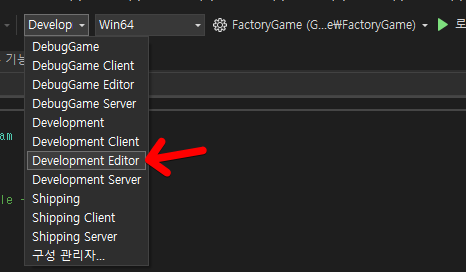 Develop Win64 FactoryGame (G...e₩FactoryGame) 로
기능
DebugGame
DebugGame Client
DebugGame Editor
DebugGame Server
Development
am
Development Client
Development Editor
Development Server
le -
Shipping
Shipping Client
Shipping Server
구성 관리자...